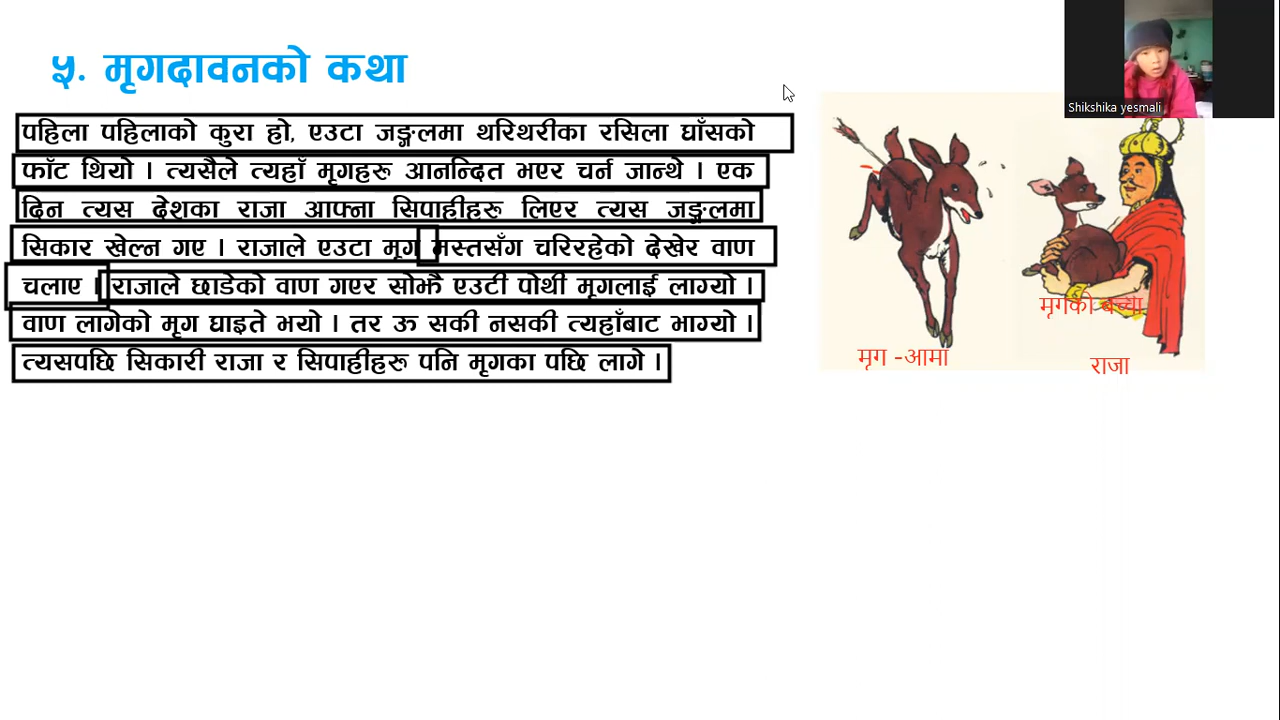 ५. मृगदावनको कथा
पहिला पहिलाको कुरा हो, एउटा जङ्गलमा थरिथरीका रसिला घाँसको
फाँट थियो । त्यसैले त्यहाँ मृगहरू आनन्दित भएर चर्न जान्थे । एक
दिन त्यस देशका राजा आफ्ना सिपाहीहरू लिएर त्यस जङ्गलमा
सिकार खेल्न गए । राजाले एउटा मृग मस्तसँग चरिरहेको देखेर वाण
चलाए । राजाले छाडेको वाण गएर सोझै एउटी पोथी मृगलाई लाग्यो ।
वाण लागेको मृग घाइते भयो । तर ऊ सकी नसकी त्यहाँबाट भाग्यो ।
त्यसपछि सिकारी राजा र सिपाहीहरू पनि मृगका पछि लागे ।
Shikshika yesmali
मृगको बच्चा
मृग -आमा
राजा